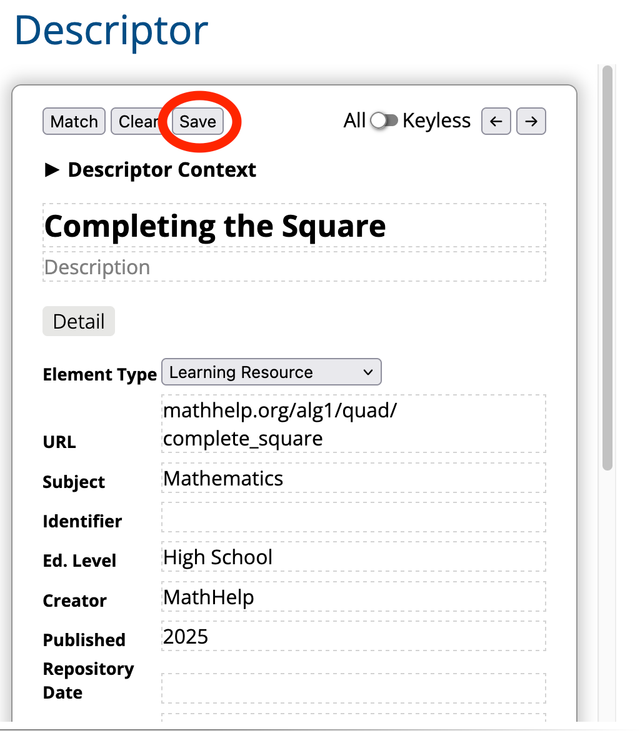 Descriptor
Match Clear Save All Keyless ← →
► Descriptor Context
Completing the Square
Description
Detail
Element Type Learning Resource
mathhelp.org/alg1/quad/
URL complete_square
Subject Mathematics
Identifier
Ed. Level High School
Creator MathHelp
Published 2025
Repository
Date